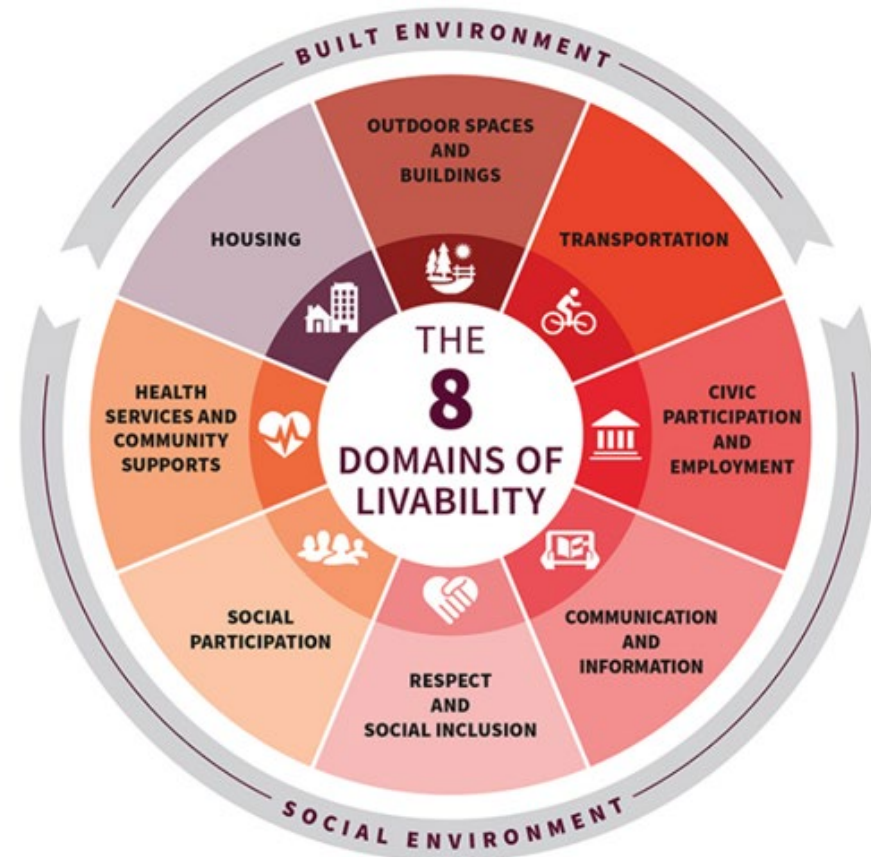 BUILT ENVIRONMENT
OUTDOOR SPACES
AND
BUILDINGS
TRANSPORTATION
CIVIC
PARTICIPATION
AND
EMPLOYMENT
COMMUNICATION
AND
INFORMATION
RESPECT
AND
SOCIAL INCLUSION
SOCIAL
PARTICIPATION
HEALTH
SERVICES AND
COMMUNITY
SUPPORTS
HOUSING
THE
8
DOMAINS OF
LIVABILITY
SOCIAL ENVIRONMENT